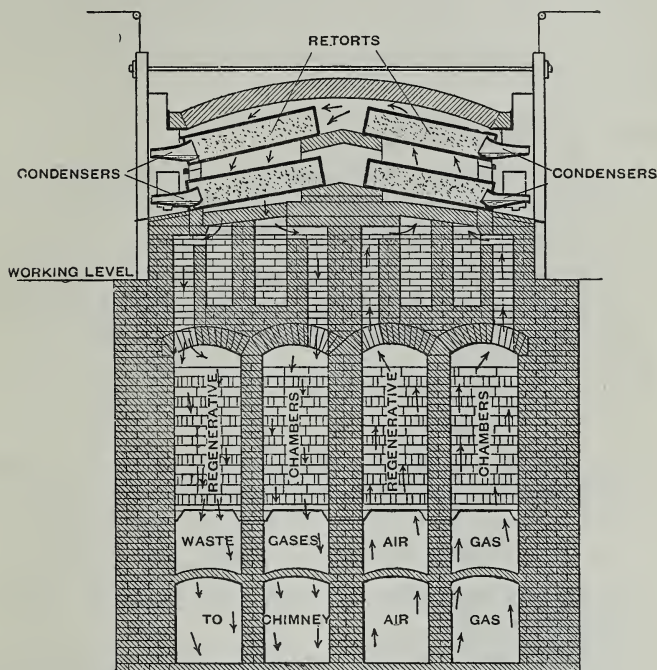 RETORTS
CONDENSERS
CONDENSERS
WORKING LEVEL
REGENERATIVE
CHAMBERS
REGENERATIVE
CHAMBERS
WASTE
GASES
AIR
GAS
TO
CHIMNEY
AIR
GAS